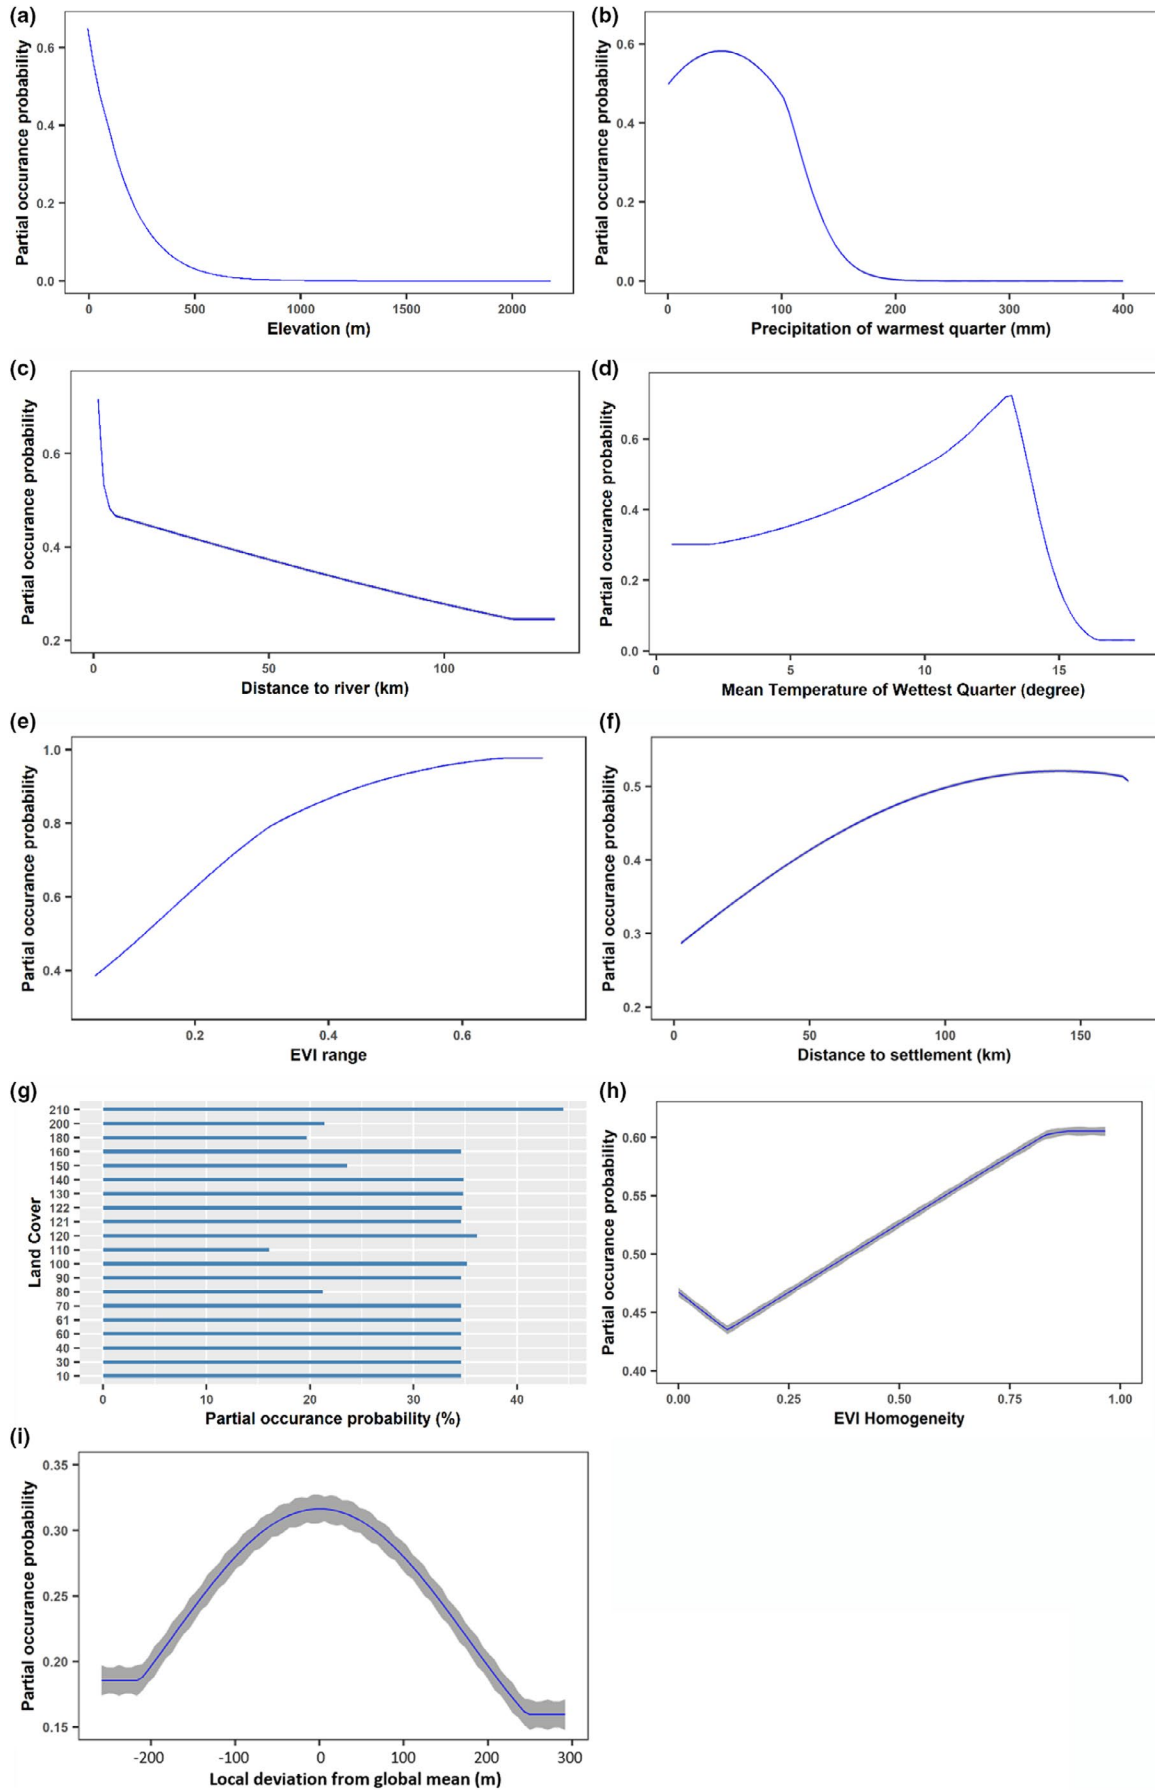 (a)
Partial occurance probability
0.6
0.4
0.2
0.0
0 500 1000 1500 2000
Elevation (m)
(b)
Partial occurance probability
0.6
0.4
0.2
0.0
0 100 200 300 400
Precipitation of warmest quarter (mm)
(c)
Partial occurance probability
0.6
0.4
0.2
0 50 100
Distance to river (km)
(d)
Partial occurance probability
0.6
0.4
0.2
0.0
0 5 10 15
Mean Temperature of Wettest Quarter (degree)
(e)
Partial occurance probability
1.0
0.8
0.6
0.4
0.2 0.4 0.6
EVI range
(f)
Partial occurance probability
0.5
0.4
0.3
0.2
0 50 100 150
Distance to settlement (km)
(g)
Land Cover
210
200
180
160
150
140
130
122
121
120
110
100
90
80
70
61
60
40
30
10
0 10 20 30 40
Partial occurance probability (%)
(h)
Partial occurance probability
0.60
0.55
0.50
0.45
0.40
0.00 0.25 0.50 0.75 1.00
EVI Homogeneity
(i)
Partial occurance probability
0.35
0.30
0.25
0.20
0.15
-200 -100 0 100 200 300
Local deviation from global mean (m)